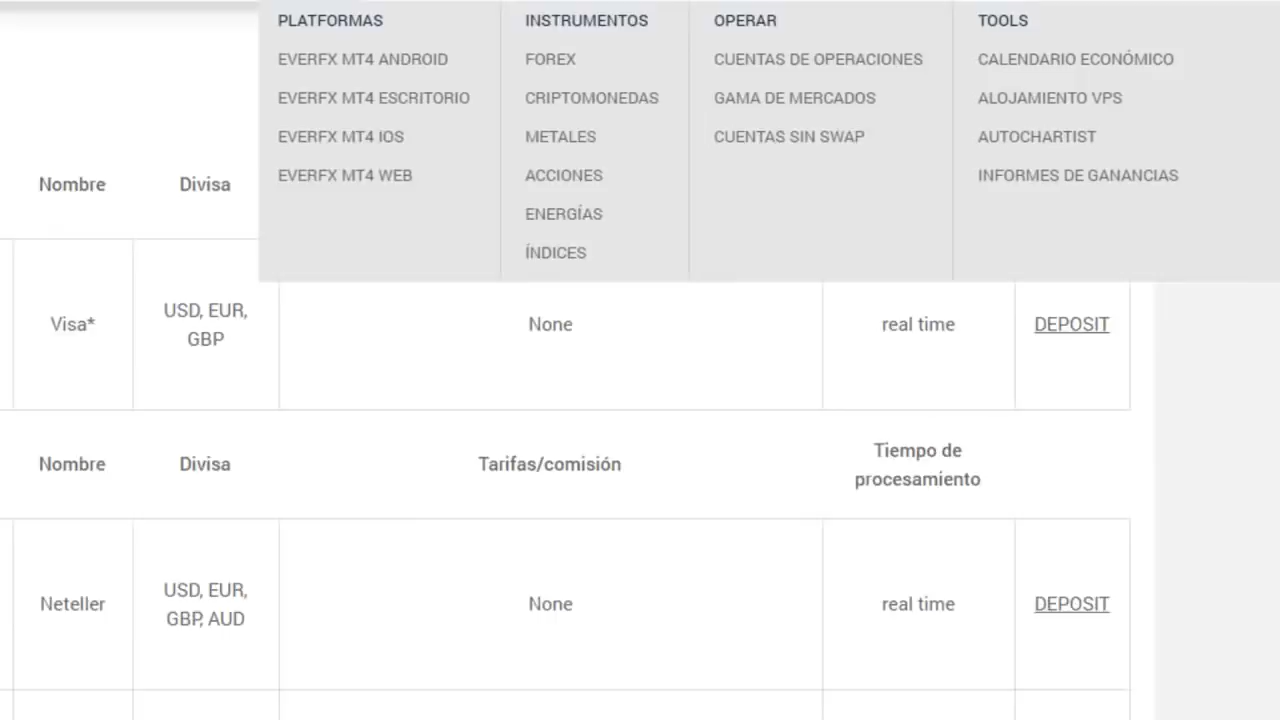 PLATFORMAS
EVERFX MT4 ANDROID
EVERFX MT4 ESCRITORIO
EVERFX MT4 IOS
EVERFX MT4 WEB
INSTRUMENTOS
FOREX
CRIPTOMONEDAS
METALES
ACCIONES
ENERGÍAS
ÍNDICES
OPERAR
CUENTAS DE OPERACIONES
GAMA DE MERCADOS
CUENTAS SIN SWAP
TOOLS
CALENDARIO ECONÓMICO
ALOJAMIENTO VPS
AUTOCHARTIST
INFORMES DE GANANCIAS
Nombre
Divisa
Visa*
USD, EUR,
GBP
None
real time
DEPOSIT
Nombre
Divisa
Tarifas/comisión
Tiempo de
procesamiento
Neteller
USD, EUR,
GBP, AUD
None
real time
DEPOSIT